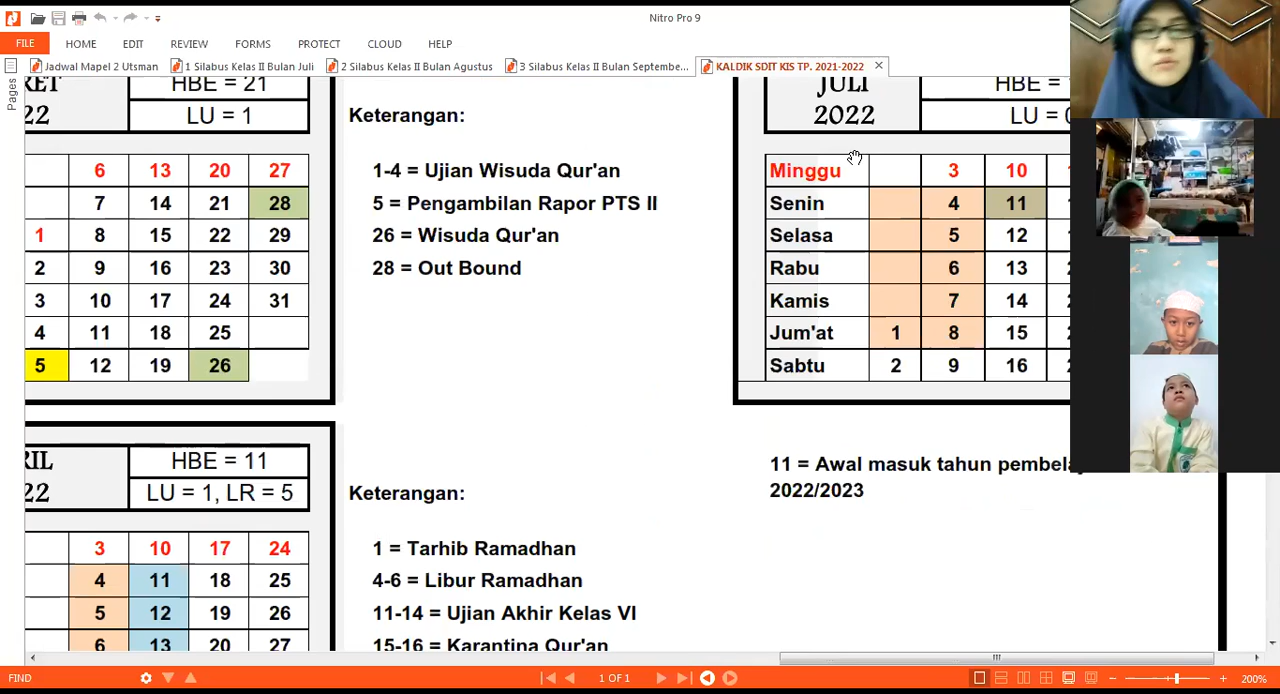 Nitro Pro 9
FILE HOME EDIT REVIEW FORMS PROTECT CLOUD HELP
Jadwal Mapel 2 Utsman 1 Silabus Kelas II Bulan Juli 2 Silabus Kelas II Bulan Agustus 3 Silabus Kelas II Bulan Septembe... KALDIK SDIT KIS TP. 2021-2022
Pages
RET
22
HBE = 21
LU = 1
6 13 20 27
7 14 21 28
1 8 15 22 29
2 9 16 23 30
3 10 17 24 31
4 11 18 25
5 12 19 26
Keterangan:
1-4 = Ujian Wisuda Qur'an
5 = Pengambilan Rapor PTS II
26 = Wisuda Qur'an
28 = Out Bound
JULI
2022
HBE =
LU =
Minggu 3 10
Senin 4 11
Selasa 5 12
Rabu 6 13
Kamis 7 14
Jum'at 1 8 15
Sabtu 2 9 16
11 = Awal masuk tahun pembelaj
2022/2023
RIL
22
HBE = 11
LU = 1, LR = 5
3 10 17 24
4 11 18 25
5 12 19 26
6 13 20 27
Keterangan:
1 = Tarhib Ramadhan
4-6 = Libur Ramadhan
11-14 = Ujian Akhir Kelas VI
15-16 = Karantina Qur'an
FIND 1 OF 1 200%